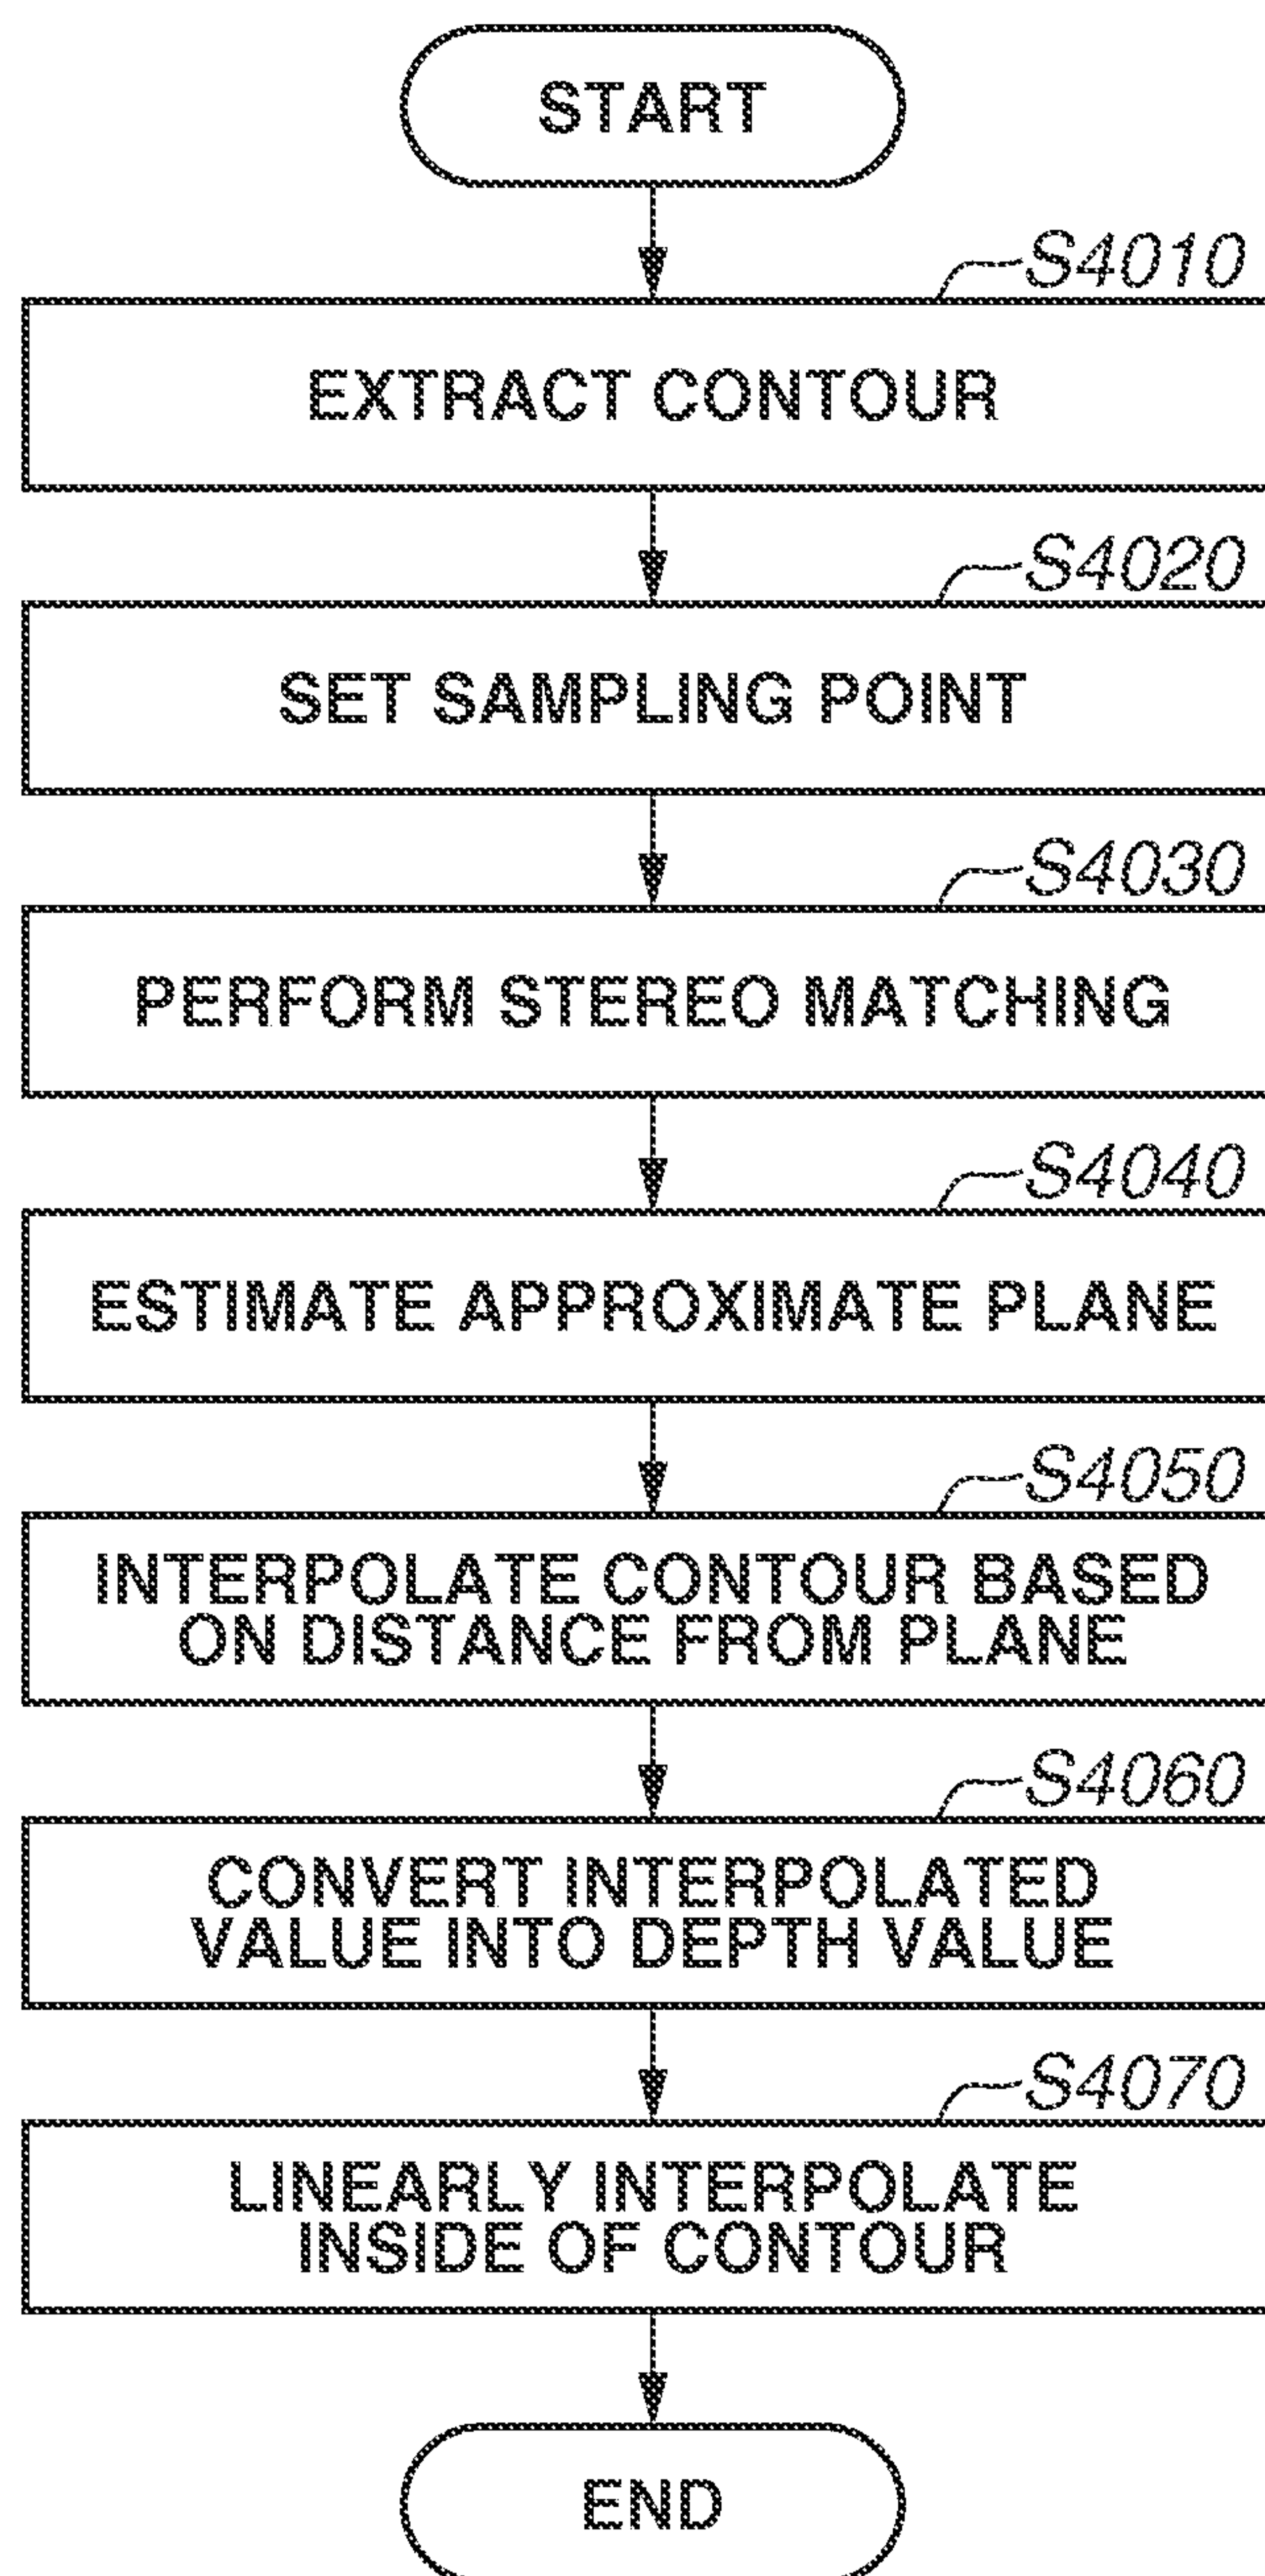 START
S4010
EXTRACT CONTOUR
S4020
SET SAMPLING POINT
S4030
PERFORM STEREO MATCHING
S4040
ESTIMATE APPROXIMATE PLANE
S4050
INTERPOLATE CONTOUR BASED
ON DISTANCE FROM PLANE
S4060
CONVERT INTERPOLATED
VALUE INTO DEPTH VALUE
S4070
LINEARLY INTERPOLATE
INSIDE OF CONTOUR
END